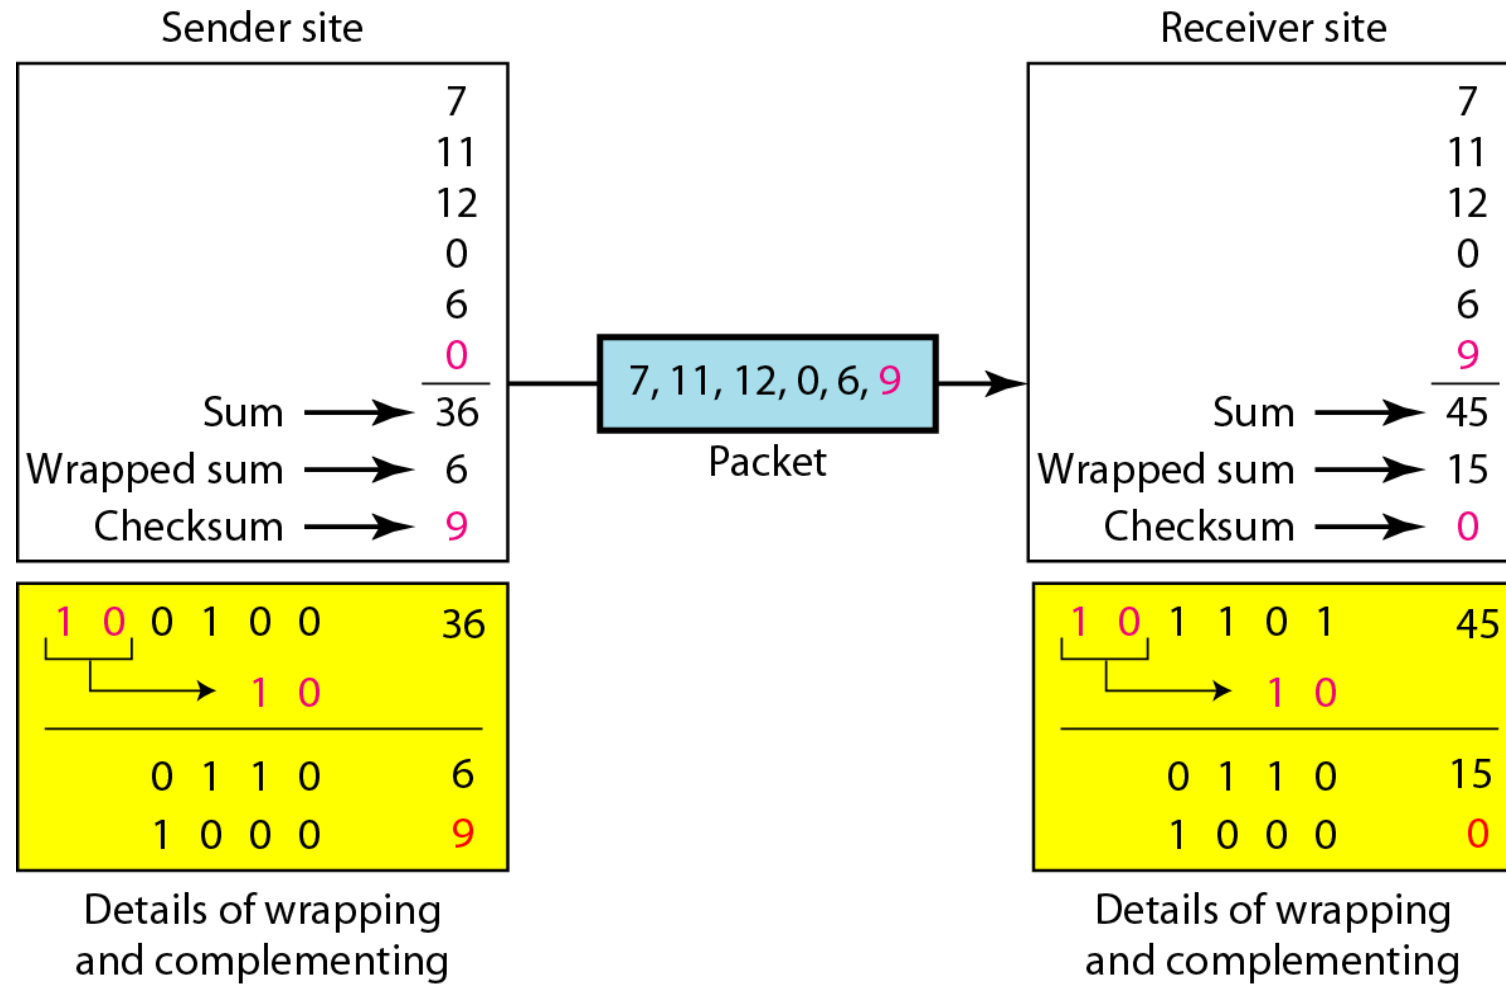 Sender site
7
11
12
0
6
0
Sum 36
Wrapped sum 6
Checksum 9
1 0 0 1 0 0 36
1 0
0 1 1 0 6
1 0 0 0 9
Details of wrapping
and complementing
7, 11, 12, 0, 6, 9
Packet
Receiver site
7
11
12
0
6
9
Sum 45
Wrapped sum 15
Checksum 0
1 0 1 1 0 1 45
1 0
0 1 1 0 15
1 0 0 0 0
Details of wrapping
and complementing